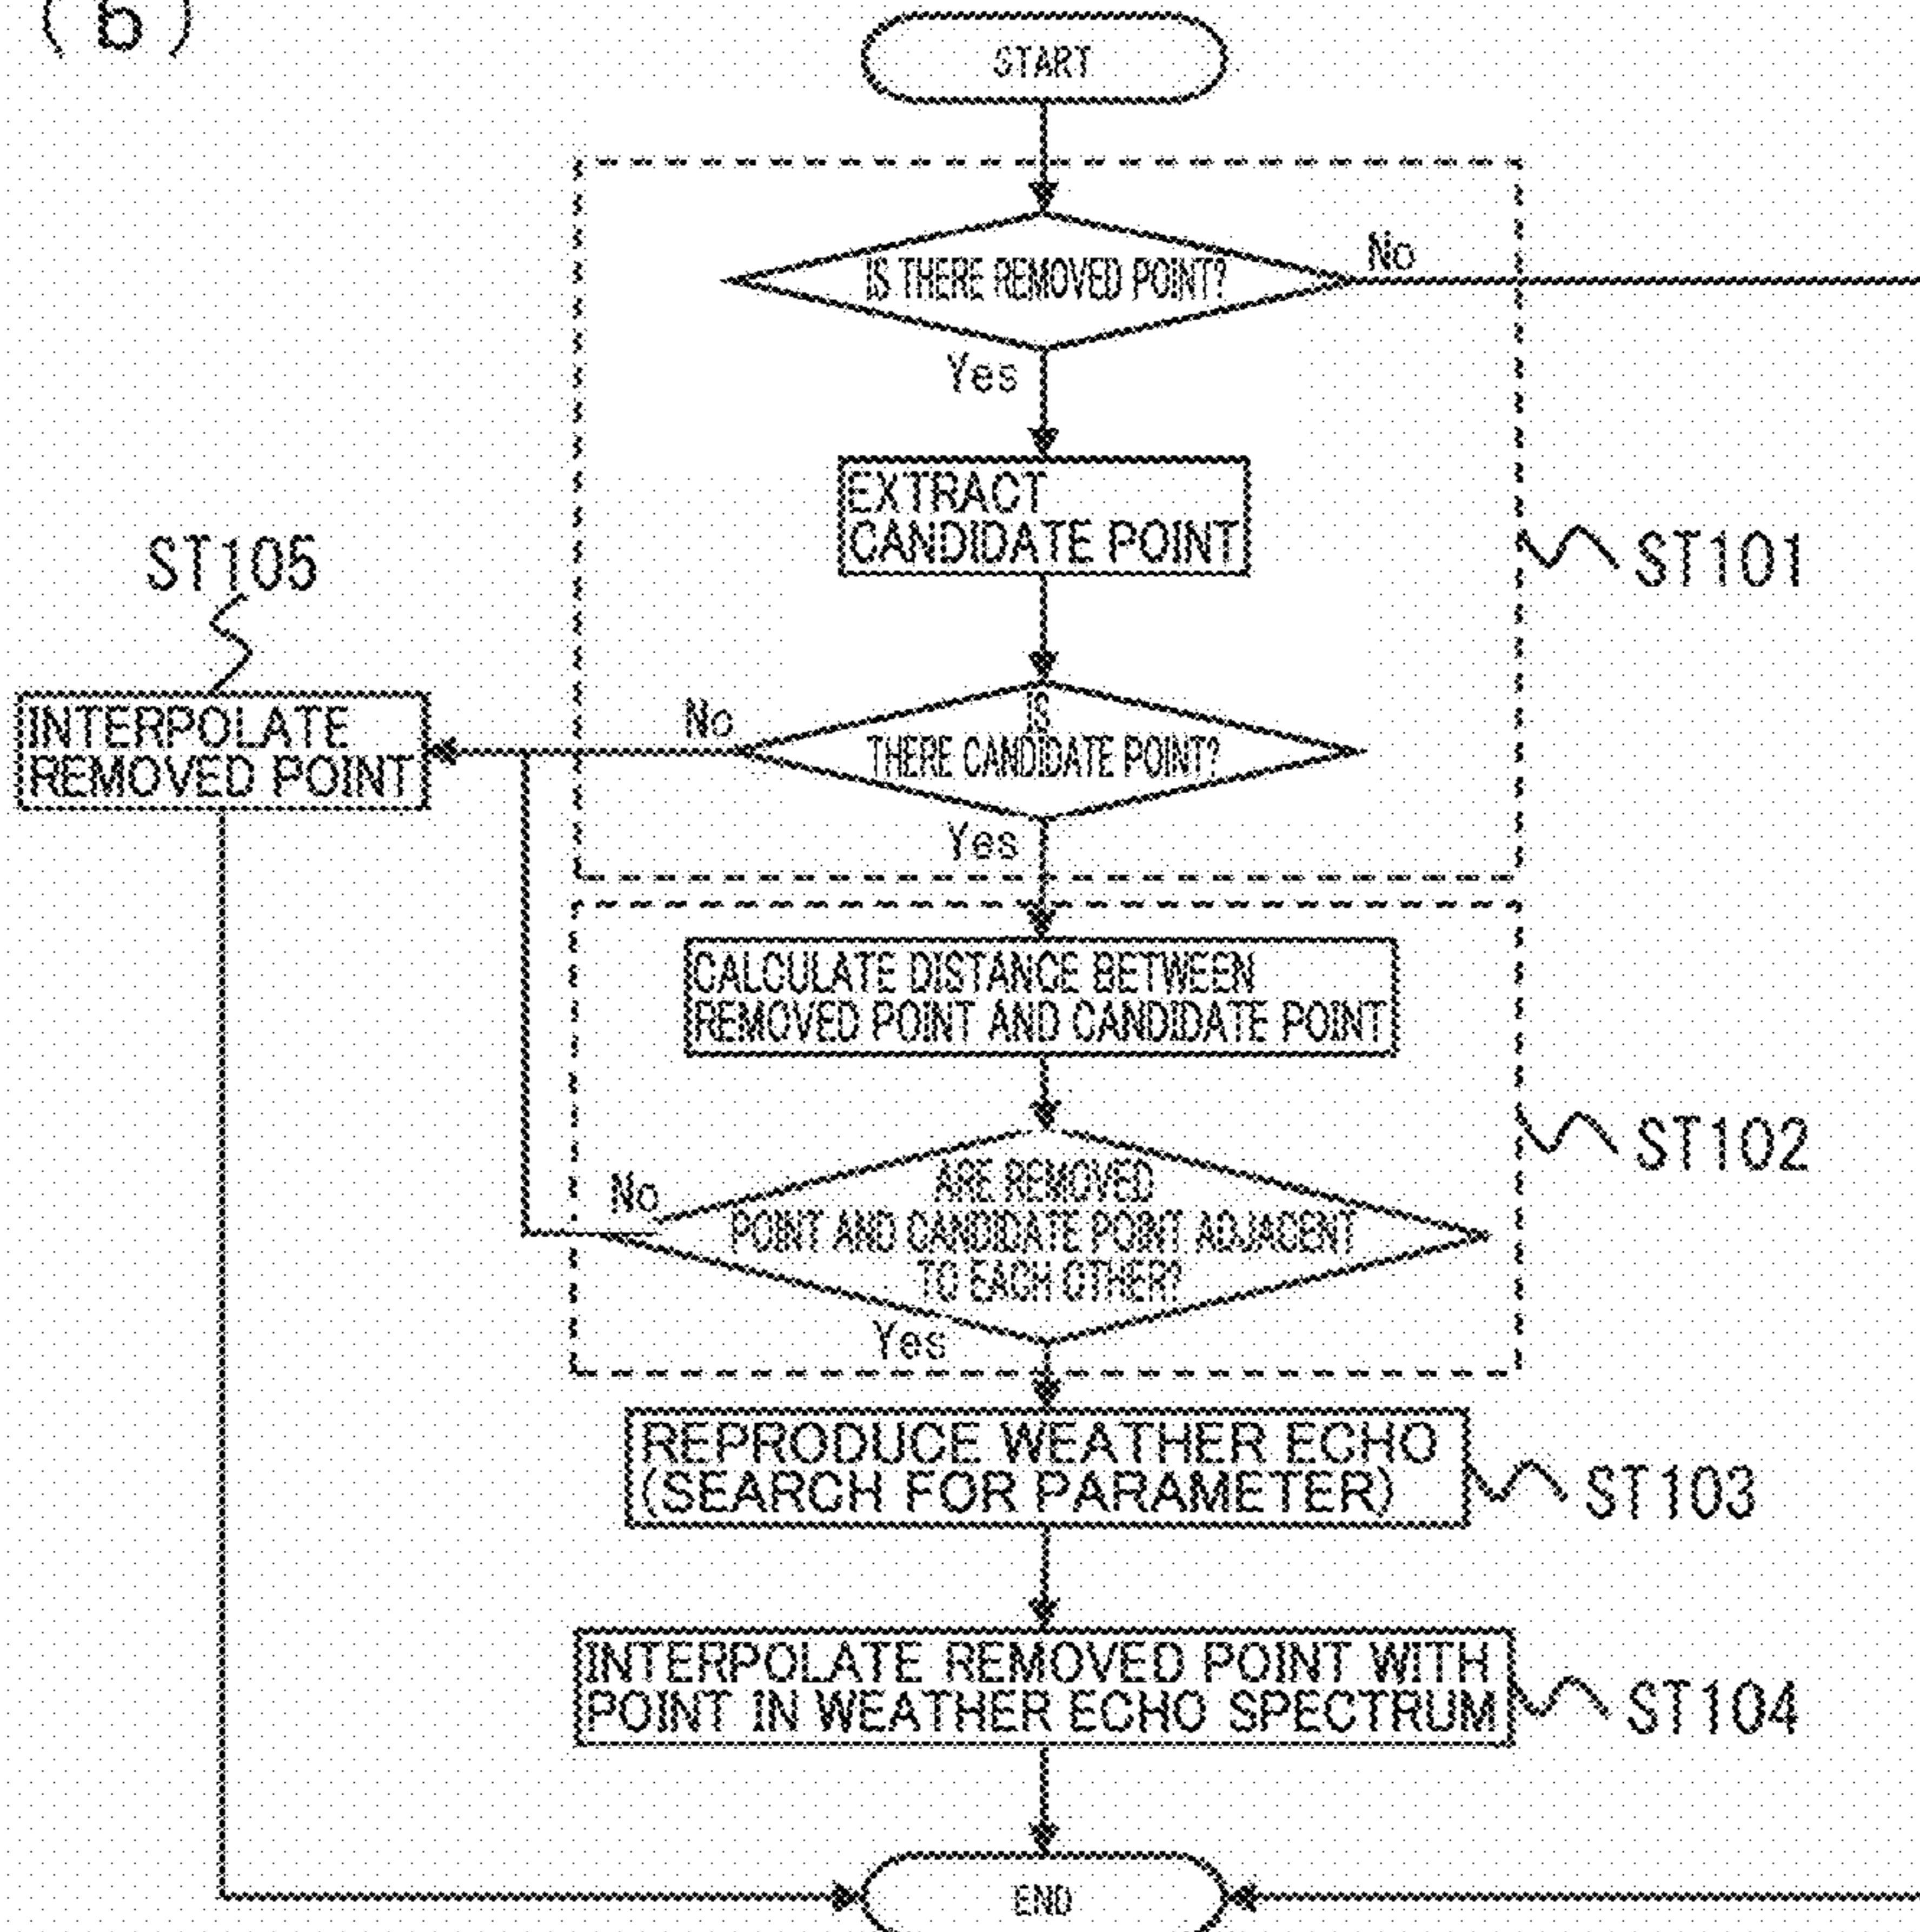 (b)
START
IS THERE REMOVED POINT?
No
Yes
EXTRACT
CANDIDATE POINT
ST101
ST105
INTERPOLATE
REMOVED POINT
No
IS
THERE CANDIDATE POINT?
Yes
CALCULATE DISTANCE BETWEEN
REMOVED POINT AND CANDIDATE POINT
ST102
No
ARE REMOVED
POINT AND CANDIDATE POINT ADJACENT
TO EACH OTHER?
Yes
REPRODUCE WEATHER ECHO
(SEARCH FOR PARAMETER)
ST103
INTERPOLATE REMOVED POINT WITH
POINT IN WEATHER ECHO SPECTRUM
ST104
END